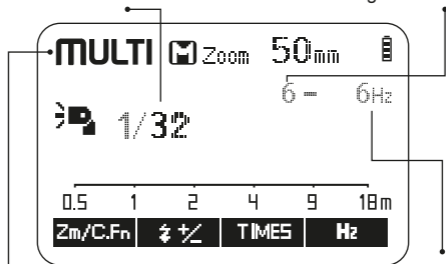 MULTI M Zoom 50mm
6 - 6Hz
1/32
0.5 1 2 4 9 18m
Zm/C.Fn +/- TIMES Hz